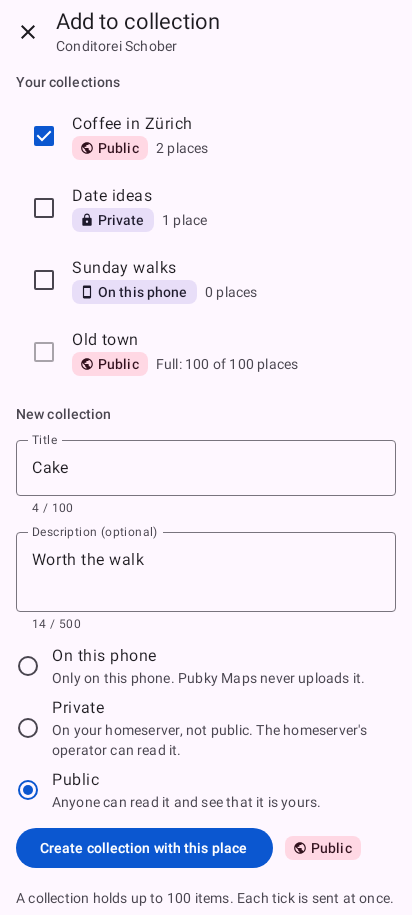 Add to collection
Conditorei Schober
Your collections
Coffee in Zürich
Public 2 places
Date ideas
Private 1 place
Sunday walks
On this phone 0 places
Old town
Public Full: 100 of 100 places
New collection
Title
Cake
4 / 100
Description (optional)
Worth the walk
14 / 500
On this phone
Only on this phone. Pubky Maps never uploads it.
Private
On your homeserver, not public. The homeserver's
operator can read it.
Public
Anyone can read it and see that it is yours.
Create collection with this place Public
A collection holds up to 100 items. Each tick is sent at once.